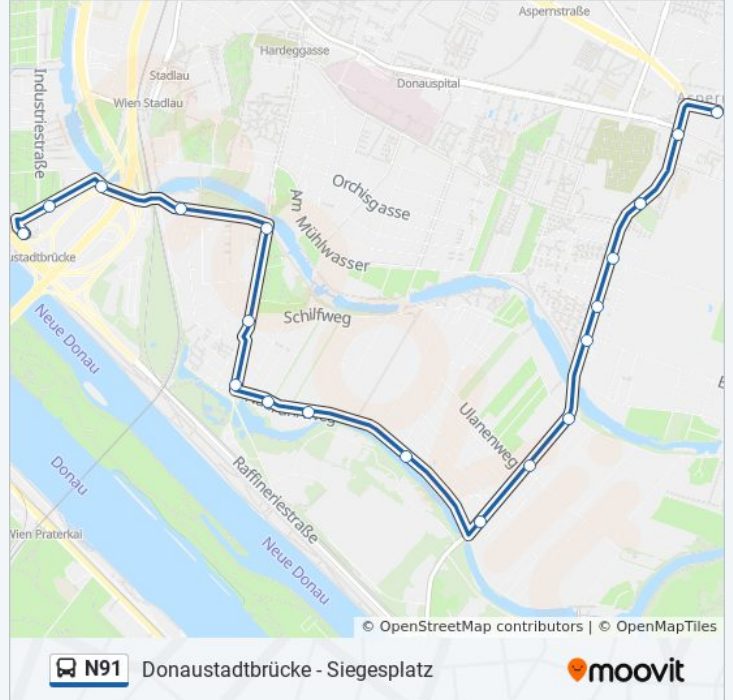 Aspernstraße
Hardeggasse
Stadlau
Donauspital
Wien Stadlau
Industriestraße
Orchisgasse
Am Mühlwasser
ustadtbrücke
Schilfweg
Neue Donau
Ulanenweg
Raffineriestraße
Donau
Wien Praterkai
Neue Donau
© OpenStreetMap contributors | © OpenMapTiles
N91 Donaustadtbrücke - Siegesplatz
moovit